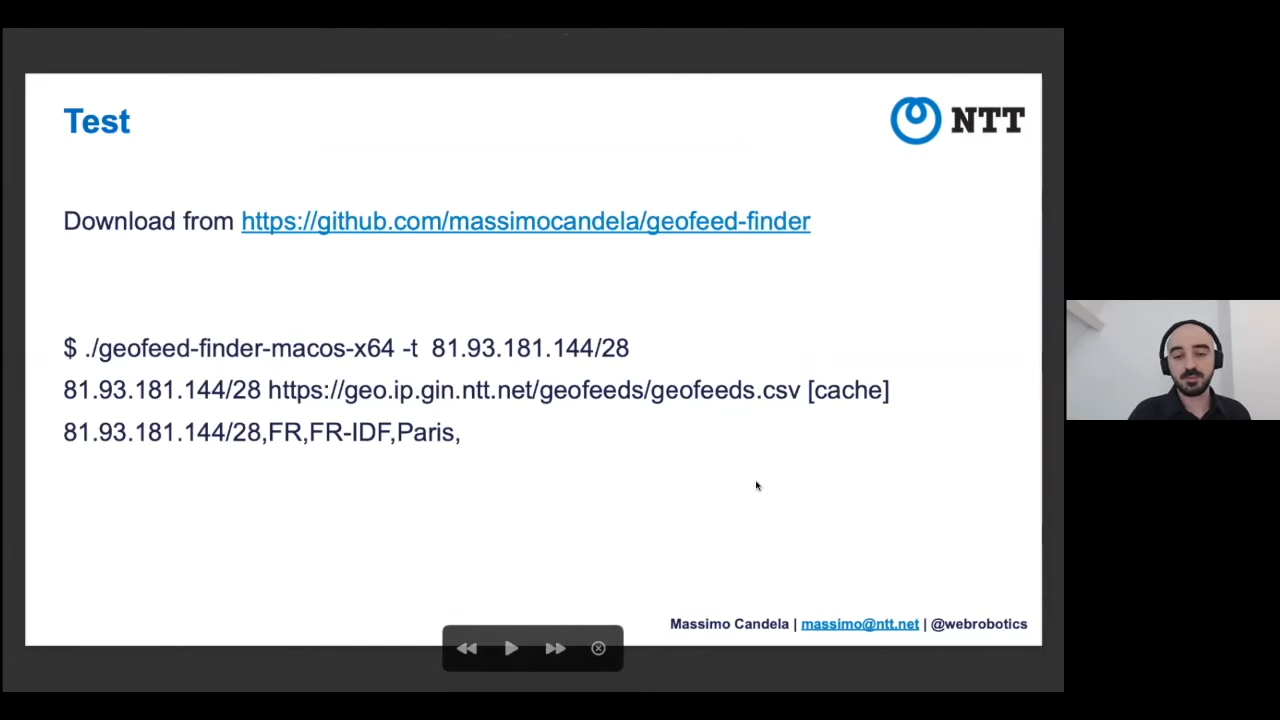 Test
NTT
Download from https://github.com/massimocandela/geofeed-finder
$ ./geofeed-finder-macos-x64 -t 81.93.181.144/28
81.93.181.144/28 https://geo.ip.gin.ntt.net/geofeeds/geofeeds.csv [cache]
81.93.181.144/28,FR,FR-IDF,Paris,
Massimo Candela | massimo@ntt.net | @webrobotics